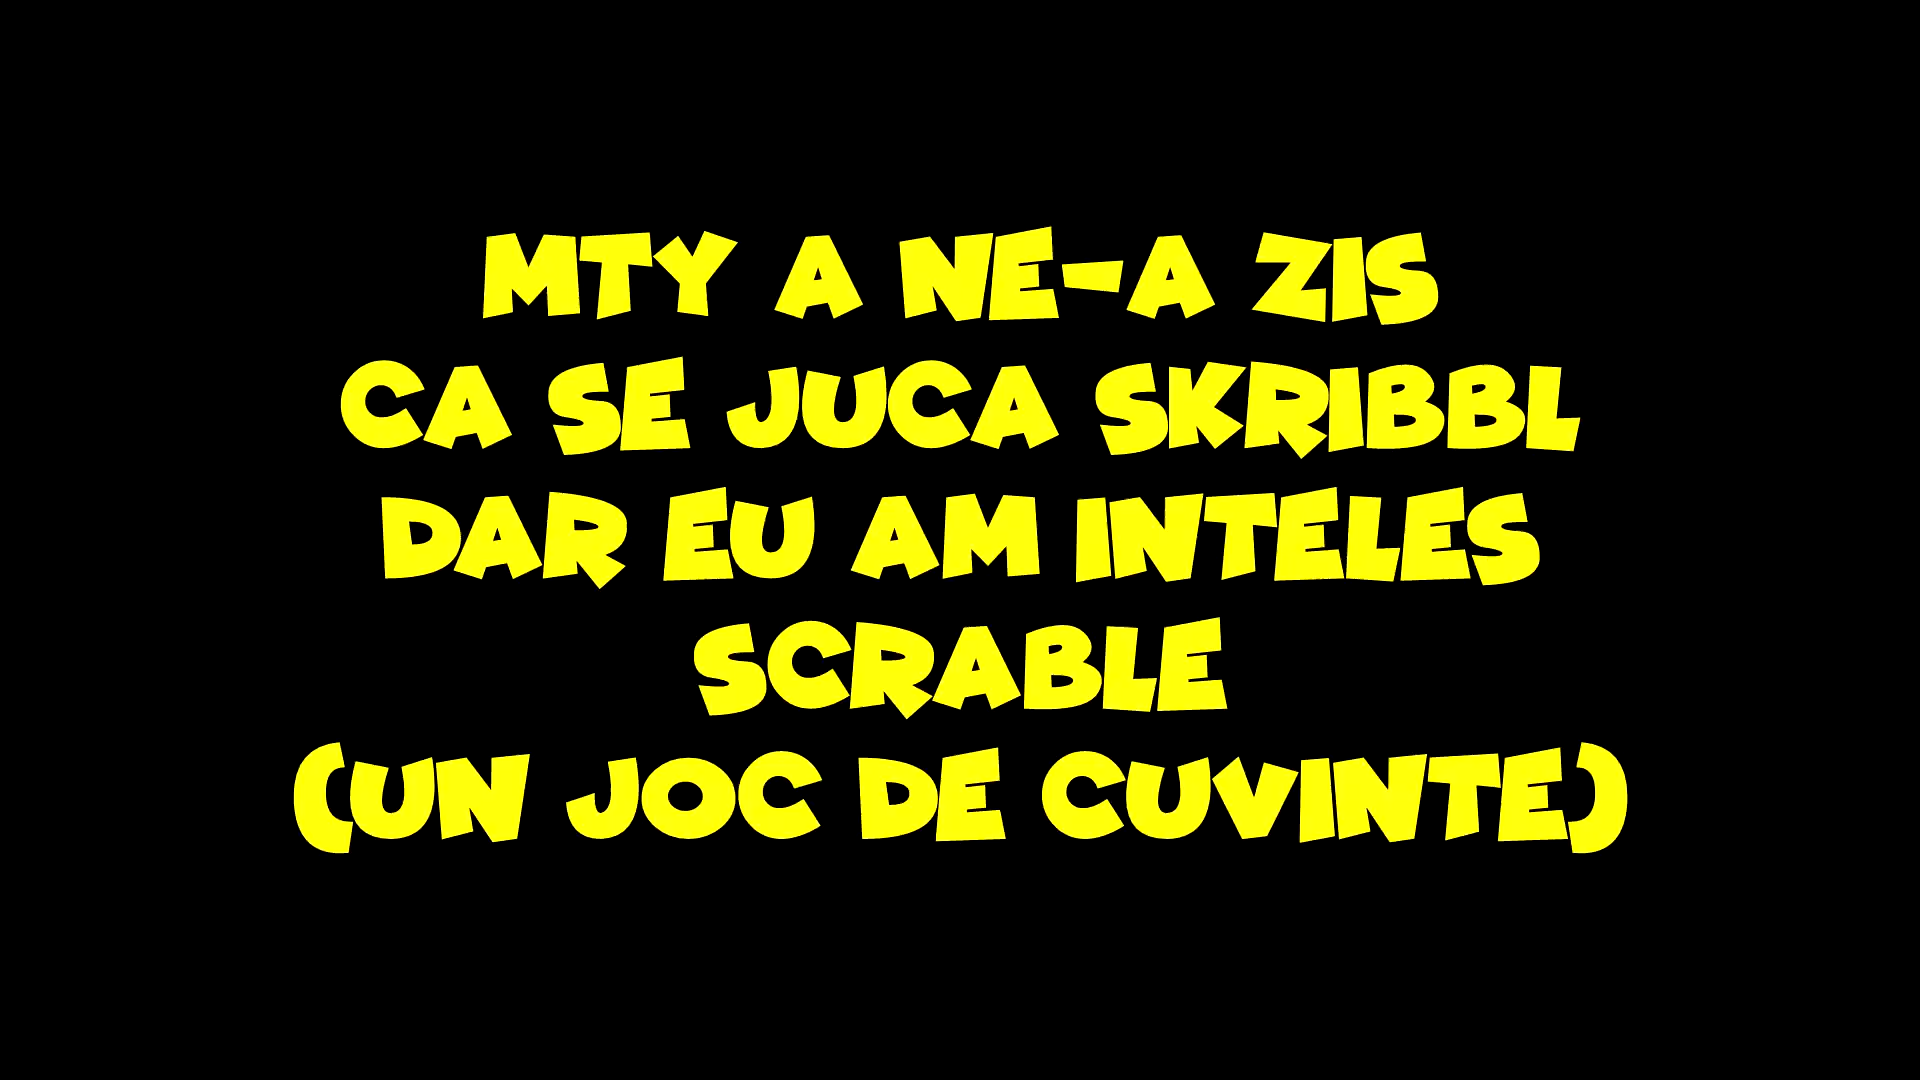 MTY A NE-A ZIS
CA SE JUCA SKRIBBL
DAR EU AM INTELES
SCRABLE
(UN JOC DE CUVINTE)